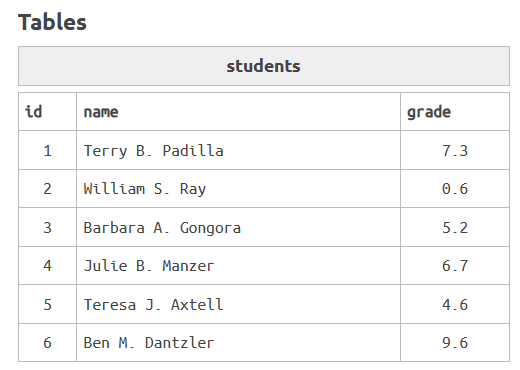 Tables
students
id name grade
1 Terry B. Padilla 7.3
2 William S. Ray 0.6
3 Barbara A. Gongora 5.2
4 Julie B. Manzer 6.7
5 Teresa J. Axtell 4.6
6 Ben M. Dantzler 9.6